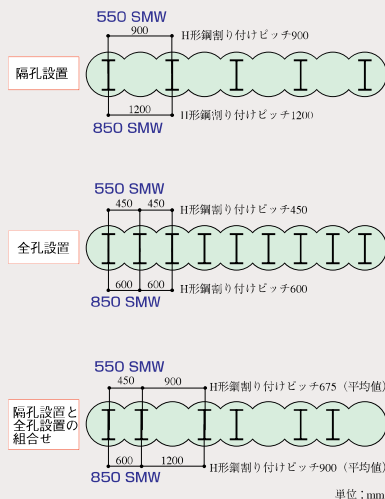 550 SMW
900
H形鋼割り付けピッチ900
隔孔設置
1200
H形鋼割り付けピッチ1200
850 SMW
550 SMW
450 450
H形鋼割り付けピッチ450
全孔設置
600 600
H形鋼割り付けピッチ600
850 SMW
550 SMW
450 900
H形鋼割り付けピッチ675（平均値）
隔孔設置と
全孔設置の
組合せ
600 1200
H形鋼割り付けピッチ900（平均値）
850 SMW
単位：mm